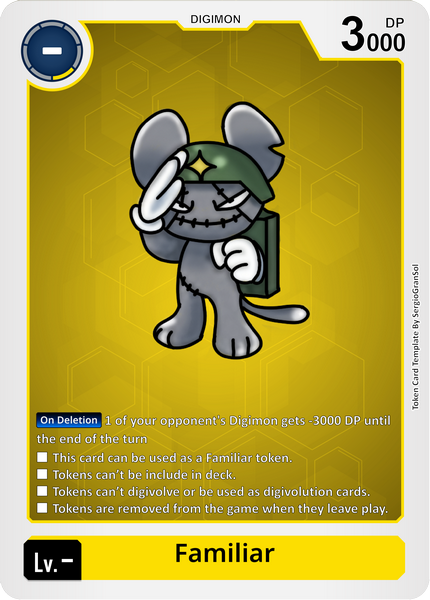 DIGIMON
-
3000
DP
On Deletion 1 of your opponent's Digimon gets -3000 DP until
the end of the turn
This card can be used as a Familiar token.
Tokens can't be include in deck.
Tokens can't digivolve or be used as digivolution cards.
Tokens are removed from the game when they leave play.
Token Card Template By SergioGranSol
Lv.-
Familiar